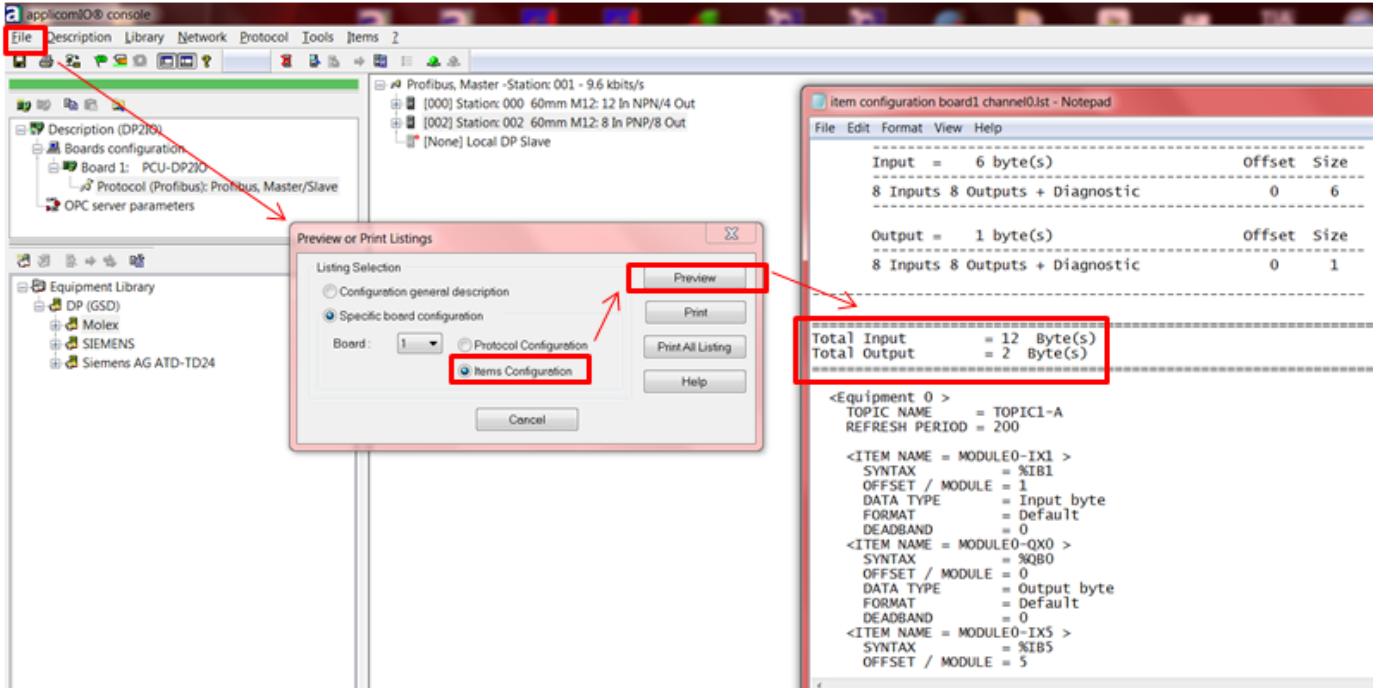 applicomIO® console
File Description Library Network Protocol Tools Items ?
Description (DP2IO)
Boards configuration
Board 1: PCU-DP2IO
Protocol (Profibus): Profibus, Master/Slave
OPC server parameters
Equipment Library
DP (GSD)
Molex
SIEMENS
Siemens AG ATD-TD24
Profibus, Master -Station: 001 - 9.6 kbits/s
[000] Station: 000 60mm M12: 12 In NPN/4 Out
[002] Station: 002 60mm M12: 8 In PNP/8 Out
[None] Local DP Slave
Preview or Print Listings
Listing Selection
Configuration general description
Specific board configuration
Board: 1
Protocol Configuration
Items Configuration
Preview
Print
Print All Listing
Help
Cancel
item configuration board1 channel0.lst - Notepad
File Edit Format View Help
--------------------------------------------------------
Input = 6 byte(s) Offset Size
--------------------------------------------------------
8 Inputs 8 Outputs + Diagnostic 0 6
--------------------------------------------------------
Output = 1 byte(s) Offset Size
--------------------------------------------------------
8 Inputs 8 Outputs + Diagnostic 0 1
--------------------------------------------------------
================================================================
Total Input = 12 Byte(s)
Total Output = 2 Byte(s)
================================================================
<Equipment 0 >
TOPIC NAME = TOPIC1-A
REFRESH PERIOD = 200
<ITEM NAME = MODULE0-IX1 >
SYNTAX = %IB1
OFFSET / MODULE = 1
DATA TYPE = Input byte
FORMAT = Default
DEADBAND = 0
<ITEM NAME = MODULE0-QX0 >
SYNTAX = %QB0
OFFSET / MODULE = 0
DATA TYPE = Output byte
FORMAT = Default
DEADBAND = 0
<ITEM NAME = MODULE0-IX5 >
SYNTAX = %IB5
OFFSET / MODULE = 5